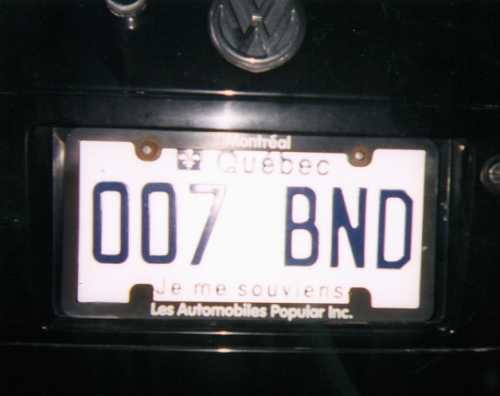 Montréal
Québec
007 BND
Je me souviens
Les Automobiles Popular Inc.